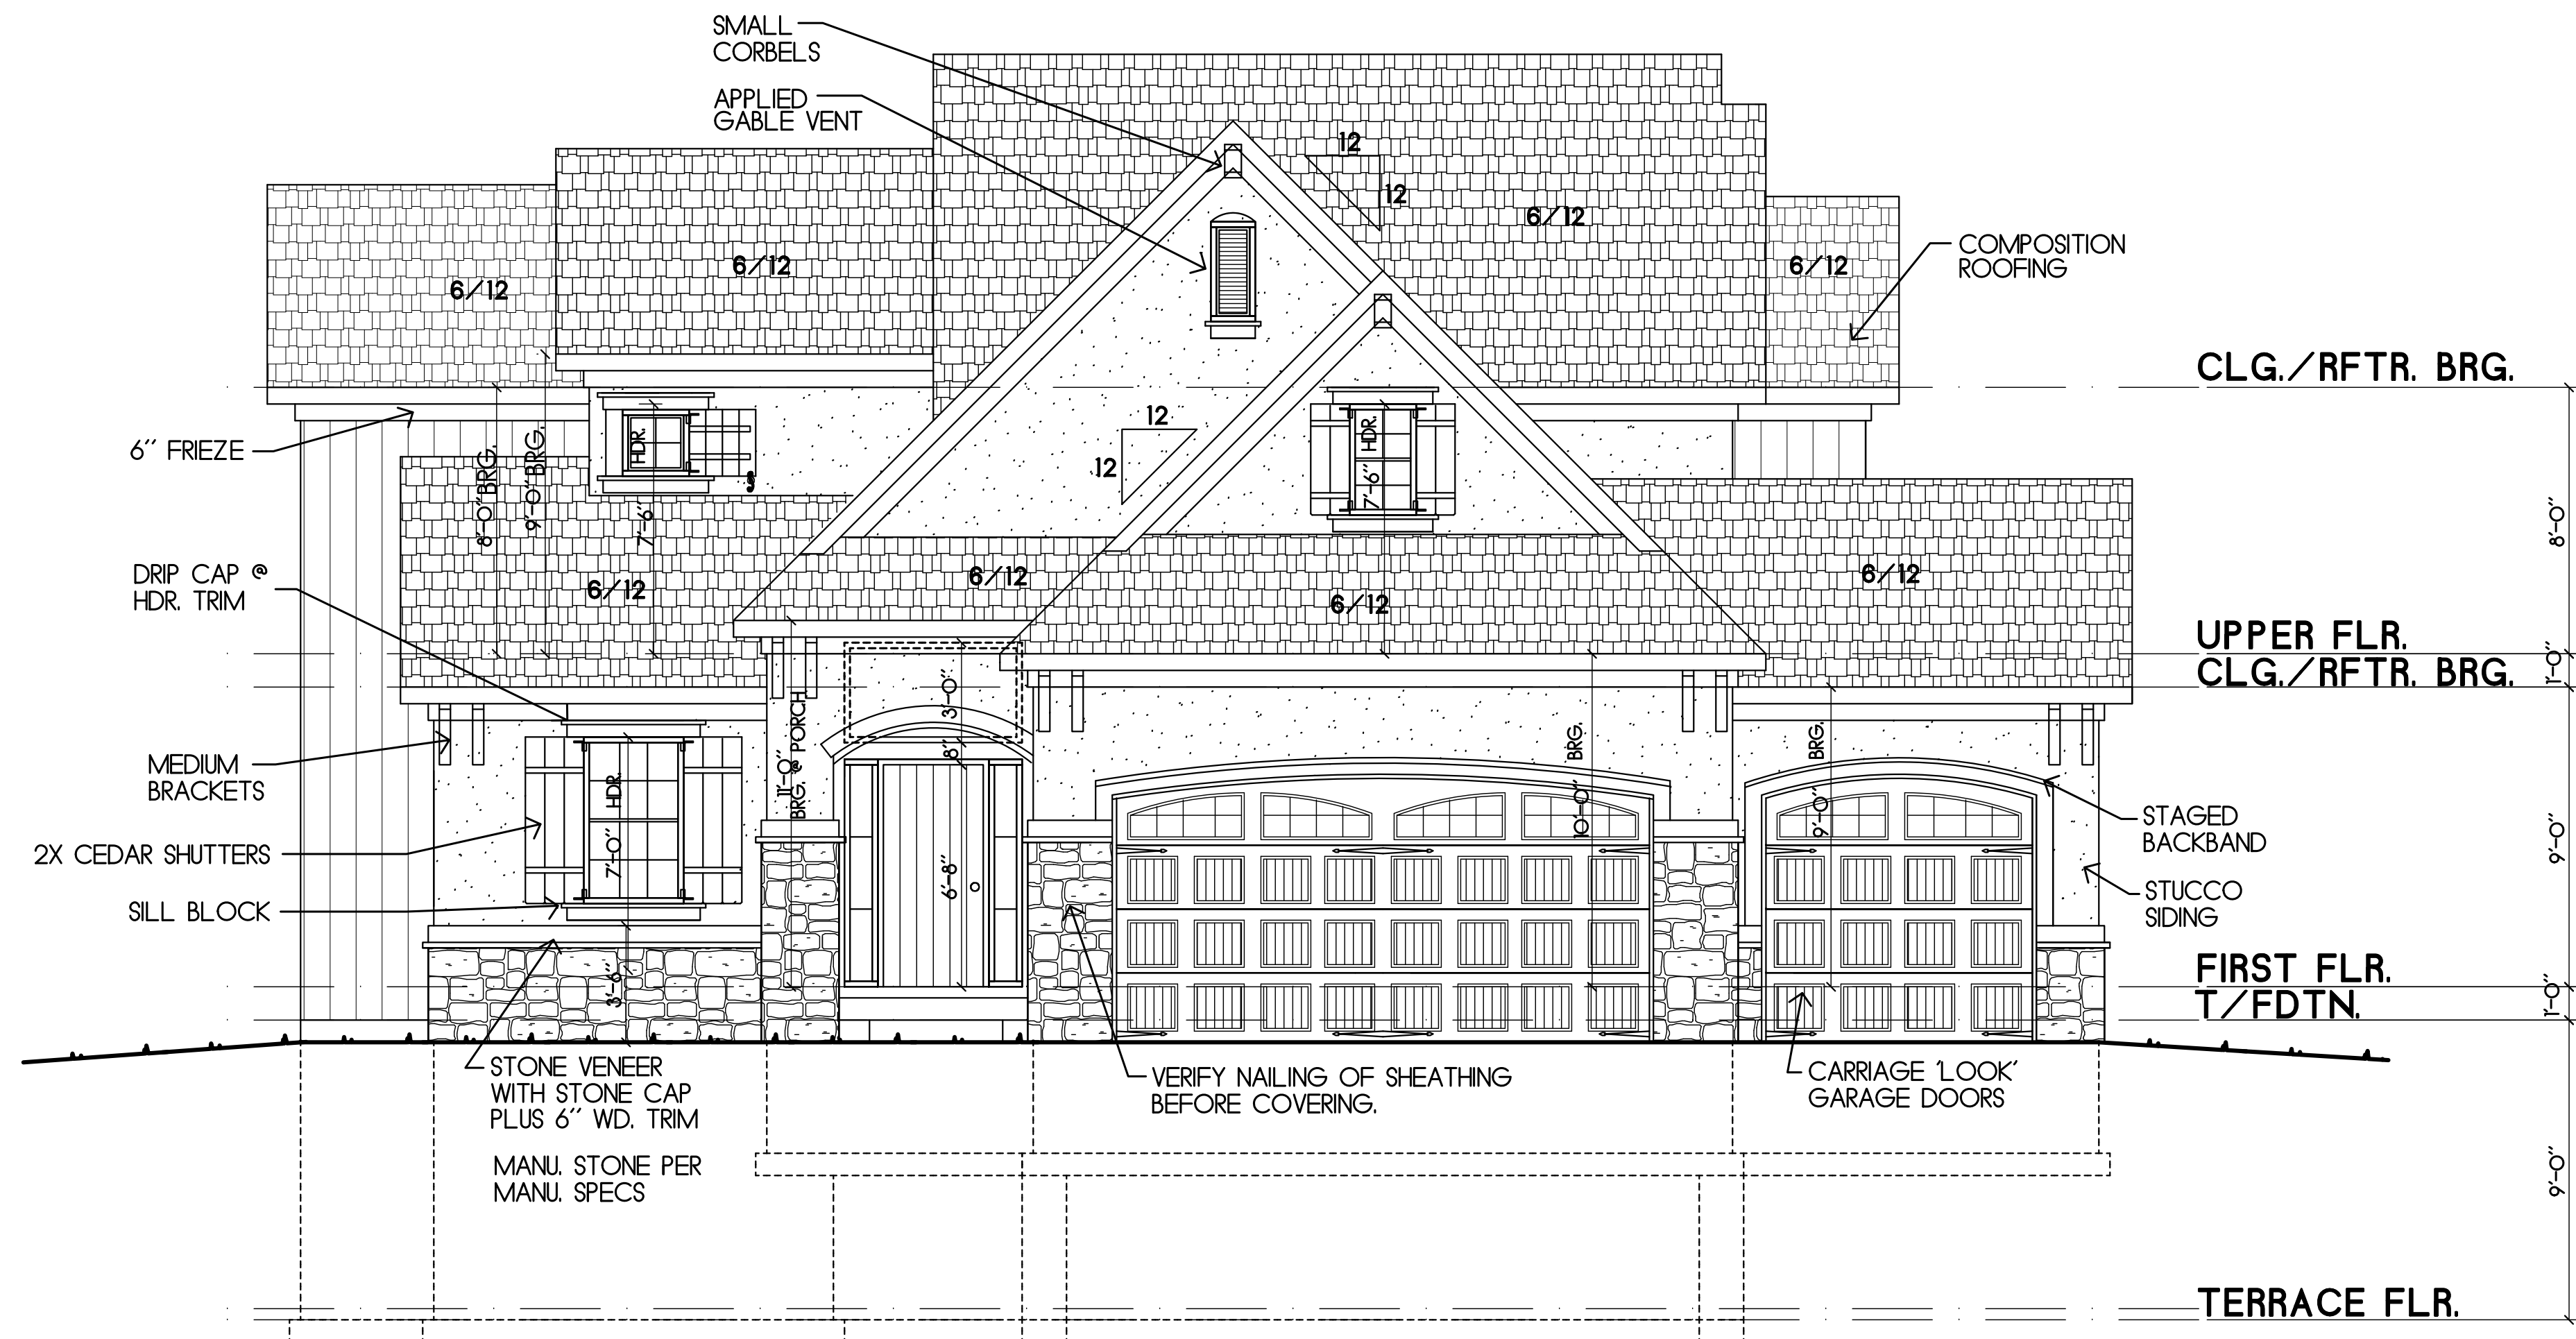 SMALL
CORBELS
APPLIED
GABLE VENT
12
12
6/12
6/12
6/12
6/12
COMPOSITION
ROOFING
CLG./RFTR. BRG.
6" FRIEZE
HDR.
7'-6"
8'-0" BRG.
9'-0" BRG.
12
12
HDR.
7'-6"
8'-0"
DRIP CAP @
HDR. TRIM
6/12
6/12
6/12
6/12
UPPER FLR.
1'-0"
CLG./RFTR. BRG.
MEDIUM
BRACKETS
11'-0"
BRG. @ PORCH
3'-0"
8"
6'-8"
BRG.
10'-0"
BRG.
9'-0"
STAGED
BACKBAND
9'-0"
2X CEDAR SHUTTERS
HDR.
7'-0"
SILL BLOCK
STUCCO
SIDING
3'-6"
FIRST FLR.
1'-0"
T/FDTN.
STONE VENEER
WITH STONE CAP
PLUS 6" WD. TRIM
MANU. STONE PER
MANU. SPECS
VERIFY NAILING OF SHEATHING
BEFORE COVERING.
CARRIAGE 'LOOK'
GARAGE DOORS
9'-0"
TERRACE FLR.